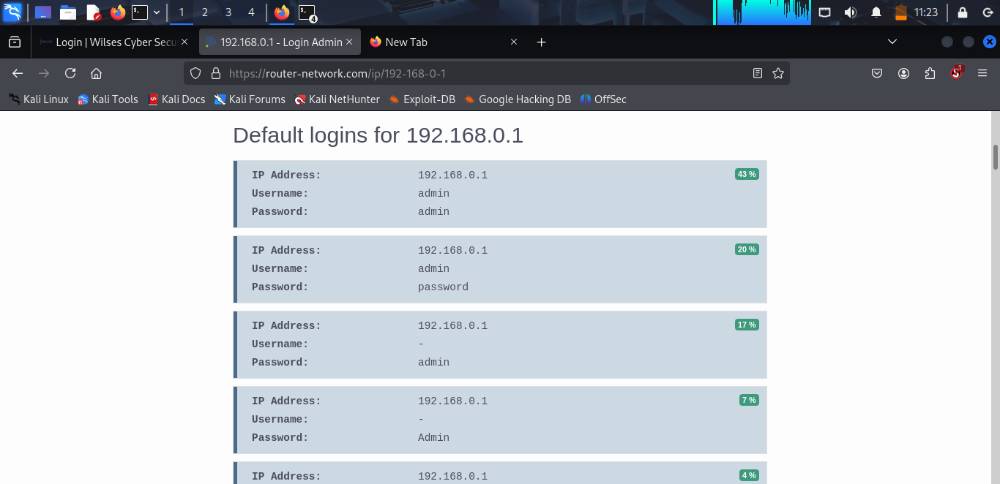 1 2 3 4 4 11:23
Login | Wilses Cyber Secu 192.168.0.1 - Login Admin New Tab
https://router-network.com/ip/192-168-0-1 1
Kali Linux Kali Tools Kali Docs Kali Forums Kali NetHunter Exploit-DB Google Hacking DB OffSec
Default logins for 192.168.0.1
IP Address: 192.168.0.1 43 %
Username: admin
Password: admin
IP Address: 192.168.0.1 20 %
Username: admin
Password: password
IP Address: 192.168.0.1 17 %
Username: -
Password: admin
IP Address: 192.168.0.1 7 %
Username: -
Password: Admin
IP Address: 192.168.0.1 4 %